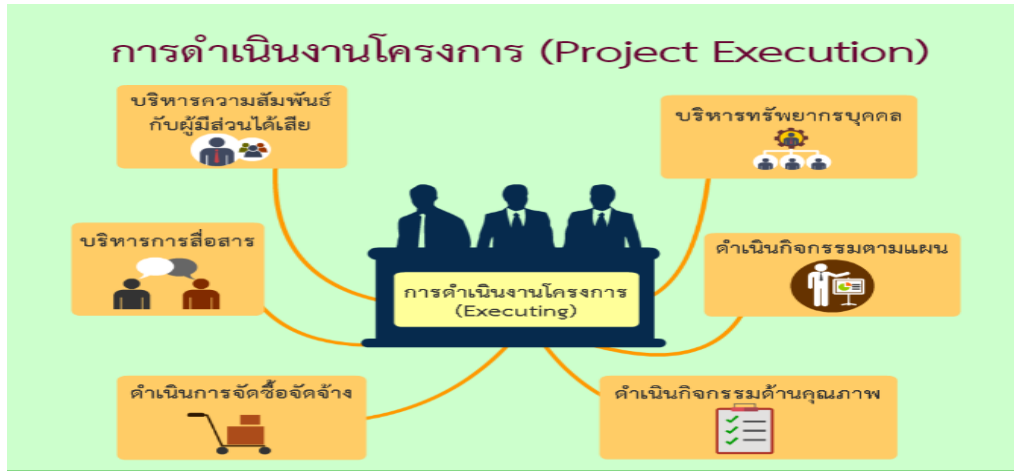 การดำเนินงานโครงการ (Project Execution)
บริหารความสัมพันธ์
กับผู้มีส่วนได้เสีย
บริหารทรัพยากรบุคคล
บริหารการสื่อสาร
ดำเนินกิจกรรมตามแผน
การดำเนินงานโครงการ
(Executing)
ดำเนินการจัดซื้อจัดจ้าง
ดำเนินกิจกรรมด้านคุณภาพ